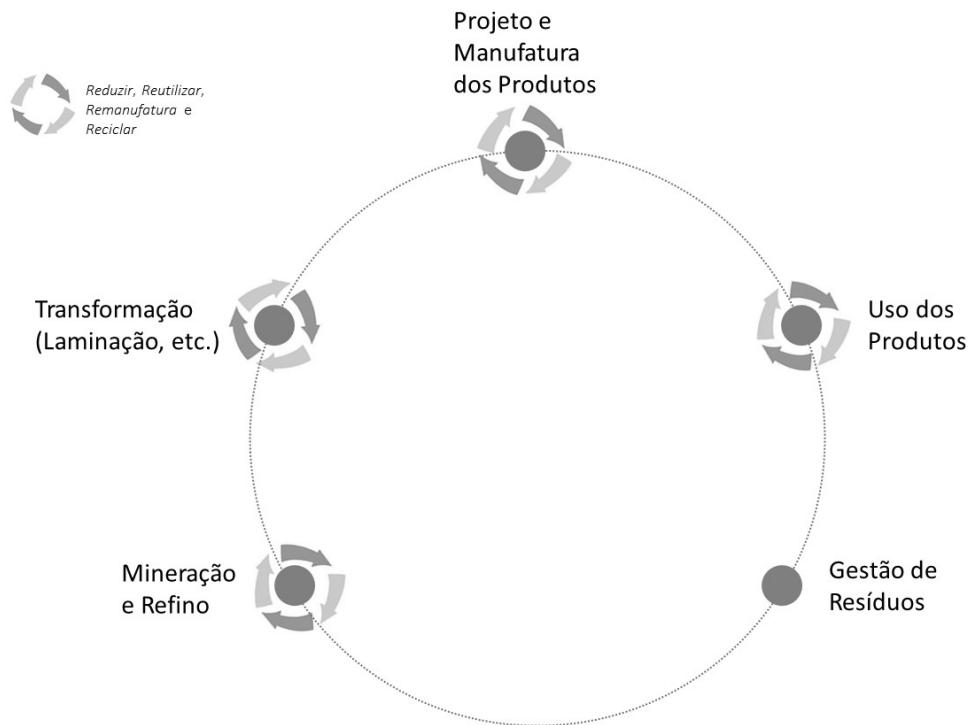 Projeto e
Manufatura
dos Produtos
Reduzir, Reutilizar,
Remanufatura e
Reciclar
Transformação
(Laminação, etc.)
Uso dos
Produtos
Mineração
e Refino
Gestão de
Resíduos